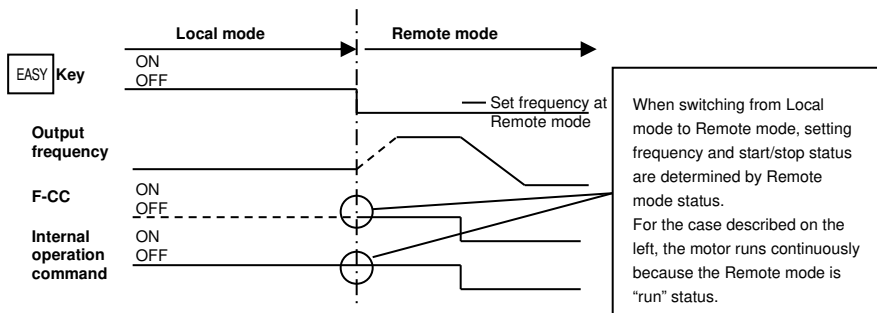 Local mode
Remote mode
EASY Key
ON
OFF
Set frequency at
Remote mode
Output
frequency
F-CC
ON
OFF
Internal
operation
command
ON
OFF
When switching from Local
mode to Remote mode, setting
frequency and start/stop status
are determined by Remote
mode status.
For the case described on the
left, the motor runs continuously
because the Remote mode is
“run” status.